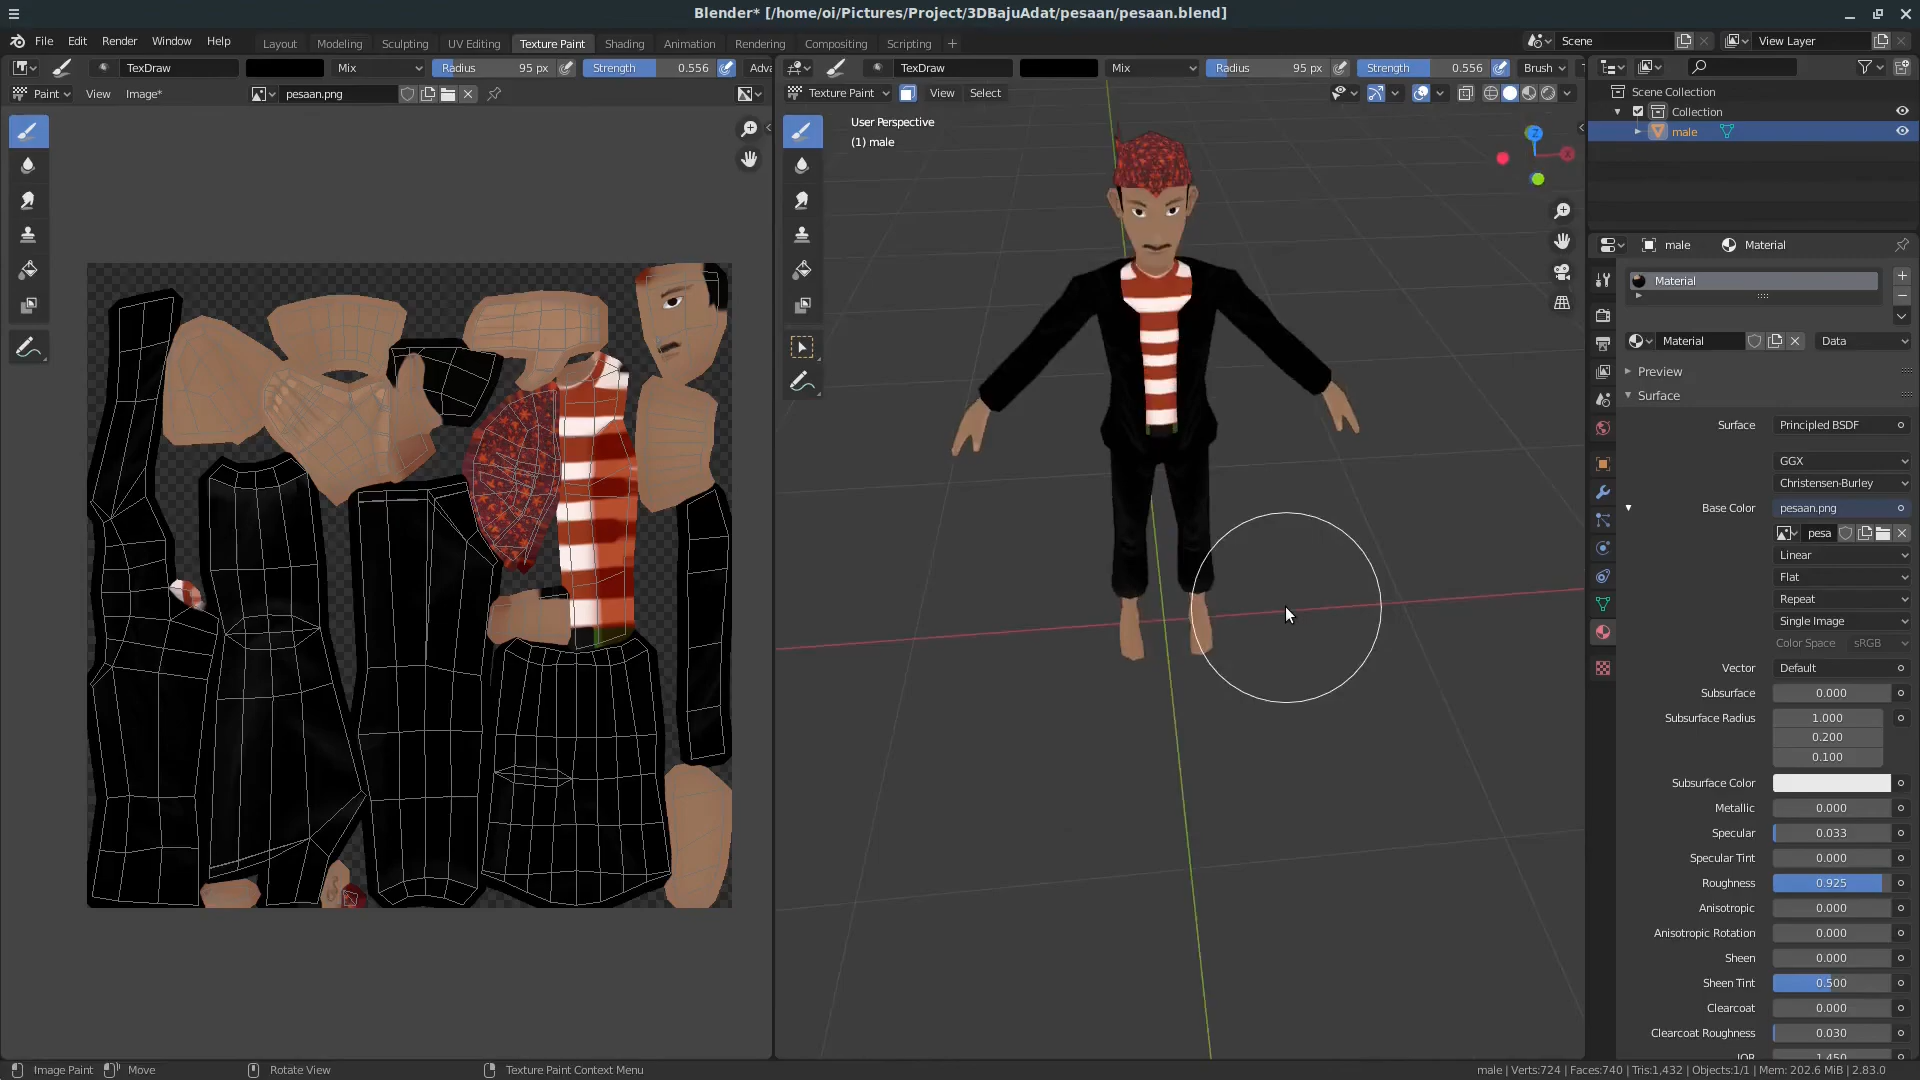 Blender* [/home/oi/Pictures/Project/3DBajuAdat/pesaan/pesaan.blend]
File Edit Render Window Help
Layout Modeling Sculpting UV Editing Texture Paint Shading Animation Rendering Compositing Scripting +
Scene View Layer
TexDraw Mix Radius 95 px Strength 0.556 Adv
TexDraw Mix Radius 95 px Strength 0.556 Brush
Paint View Image* pesaan.png
Texture Paint View Select
User Perspective
(1) male
Z
X
Scene Collection
Collection
male
male Material
Material
Material Data
Preview
Surface
Surface Principled BSDF
GGX
Christensen-Burley
Base Color pesaan.png
pesa
Linear
Flat
Repeat
Single Image
Color Space sRGB
Vector Default
Subsurface 0.000
Subsurface Radius 1.000
0.200
0.100
Subsurface Color
Metallic 0.000
Specular 0.033
Specular Tint 0.000
Roughness 0.925
Anisotropic 0.000
Anisotropic Rotation 0.000
Sheen 0.000
Sheen Tint 0.500
Clearcoat 0.000
Clearcoat Roughness 0.030
IOR 1.450
Image Paint Move Rotate View Texture Paint Context Menu
male | Verts:724 | Faces:740 | Tris:1,432 | Objects:1/1 | Mem: 202.6 MiB | 2.83.0